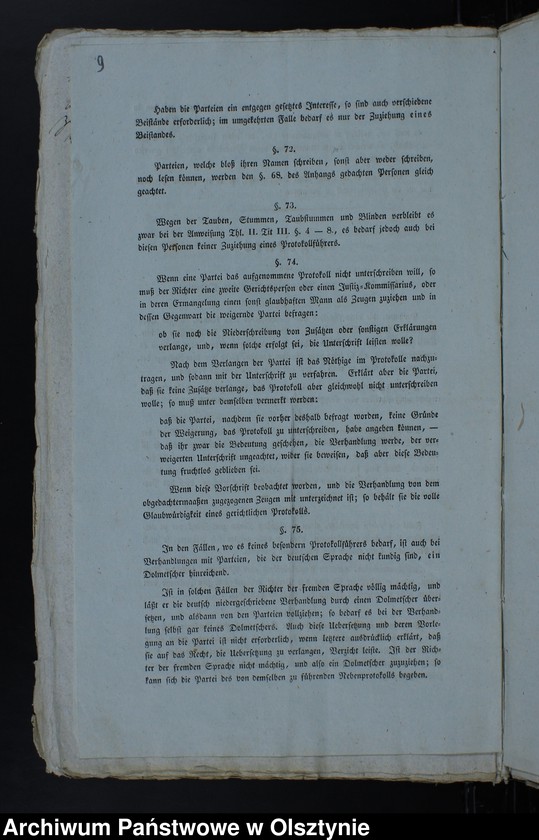 9
Haben die Parteien ein entgegen gesetztes Interesse, so sind auch verschiedene
Beistände erforderlich; im umgekehrten Falle bedarf es nur der Zuziehung eines
Beistandes.
§. 72.
Parteien, welche bloß ihren Namen schreiben, sonst aber weder schreiben,
noch lesen können, werden den §. 68. des Anhangs gedachten Personen gleich
geachtet.
§. 73.
Wegen der Tauben, Stummen, Taubstummen und Blinden verbleibt es
zwar bei der Anweisung Thl. II. Tit III. §. 4 — 8., es bedarf jedoch auch bei
diesen Personen keiner Zuziehung eines Protokollführers.
§. 74.
Wenn eine Partei das aufgenommene Protokoll nicht unterschreiben will, so
muß der Richter eine zweite Gerichtsperson oder einen Justiz-Kommissarius, oder
in deren Ermangelung einen sonst glaubhaften Mann als Zeugen zuziehen und in
dessen Gegenwart die weigernde Partei befragen:
ob sie noch die Niederschreibung von Zusätzen oder sonstigen Erklärungen
verlange, und, wenn solche erfolgt sei, die Unterschrift leisten wolle?
Nach dem Verlangen der Partei ist das Nöthige im Protokolle nachzu-
tragen, und sodann mit der Unterschrift zu verfahren. Erklärt aber die Partei,
daß sie keine Zusätze verlange, das Protokoll aber gleichwohl nicht unterschreiben
wolle; so muß unter demselben vermerkt werden:
daß die Partei, nachdem sie vorher deshalb befragt worden, keine Gründe
der Weigerung, das Protokoll zu unterschreiben, habe angeben können, —
daß ihr zwar die Bedeutung geschehen, die Verhandlung werde, der ver-
weigerten Unterschrift ungeachtet, wider sie beweisen, daß aber diese Bedeu-
tung fruchtlos geblieben sei.
Wenn diese Vorschrift beobachtet worden, und die Verhandlung von dem
obgedachtermaaßen zugezogenen Zeugen mit unterzeichnet ist; so behält sie die volle
Glaubwürdigkeit eines gerichtlichen Protokolls.
§. 75.
In den Fällen, wo es keines besondern Protokollführers bedarf, ist auch bei
Verhandlungen mit Parteien, die der deutschen Sprache nicht kundig sind, ein
Dolmetscher hinreichend.
Ist in solchen Fällen der Richter der fremden Sprache völlig mächtig, und
läßt er die deutsch niedergeschriebene Verhandlung durch einen Dolmetscher über-
setzen, und alsdann von den Parteien vollziehen; so bedarf es bei der Verhand-
lung selbst gar keines Dolmetschers. Auch diese Uebersetzung und deren Vorle-
gung an die Partei ist nicht erforderlich, wenn letztere ausdrücklich erklärt, daß
sie auf das Recht, die Uebersetzung zu verlangen, Verzicht leiste. Ist der Rich-
ter der fremden Sprache nicht mächtig, und also ein Dolmetscher zuzuziehen; so
kann sich die Partei des von demselben zu führenden Nebenprotokolls begeben.
Archiwum Państwowe w Olsztynie